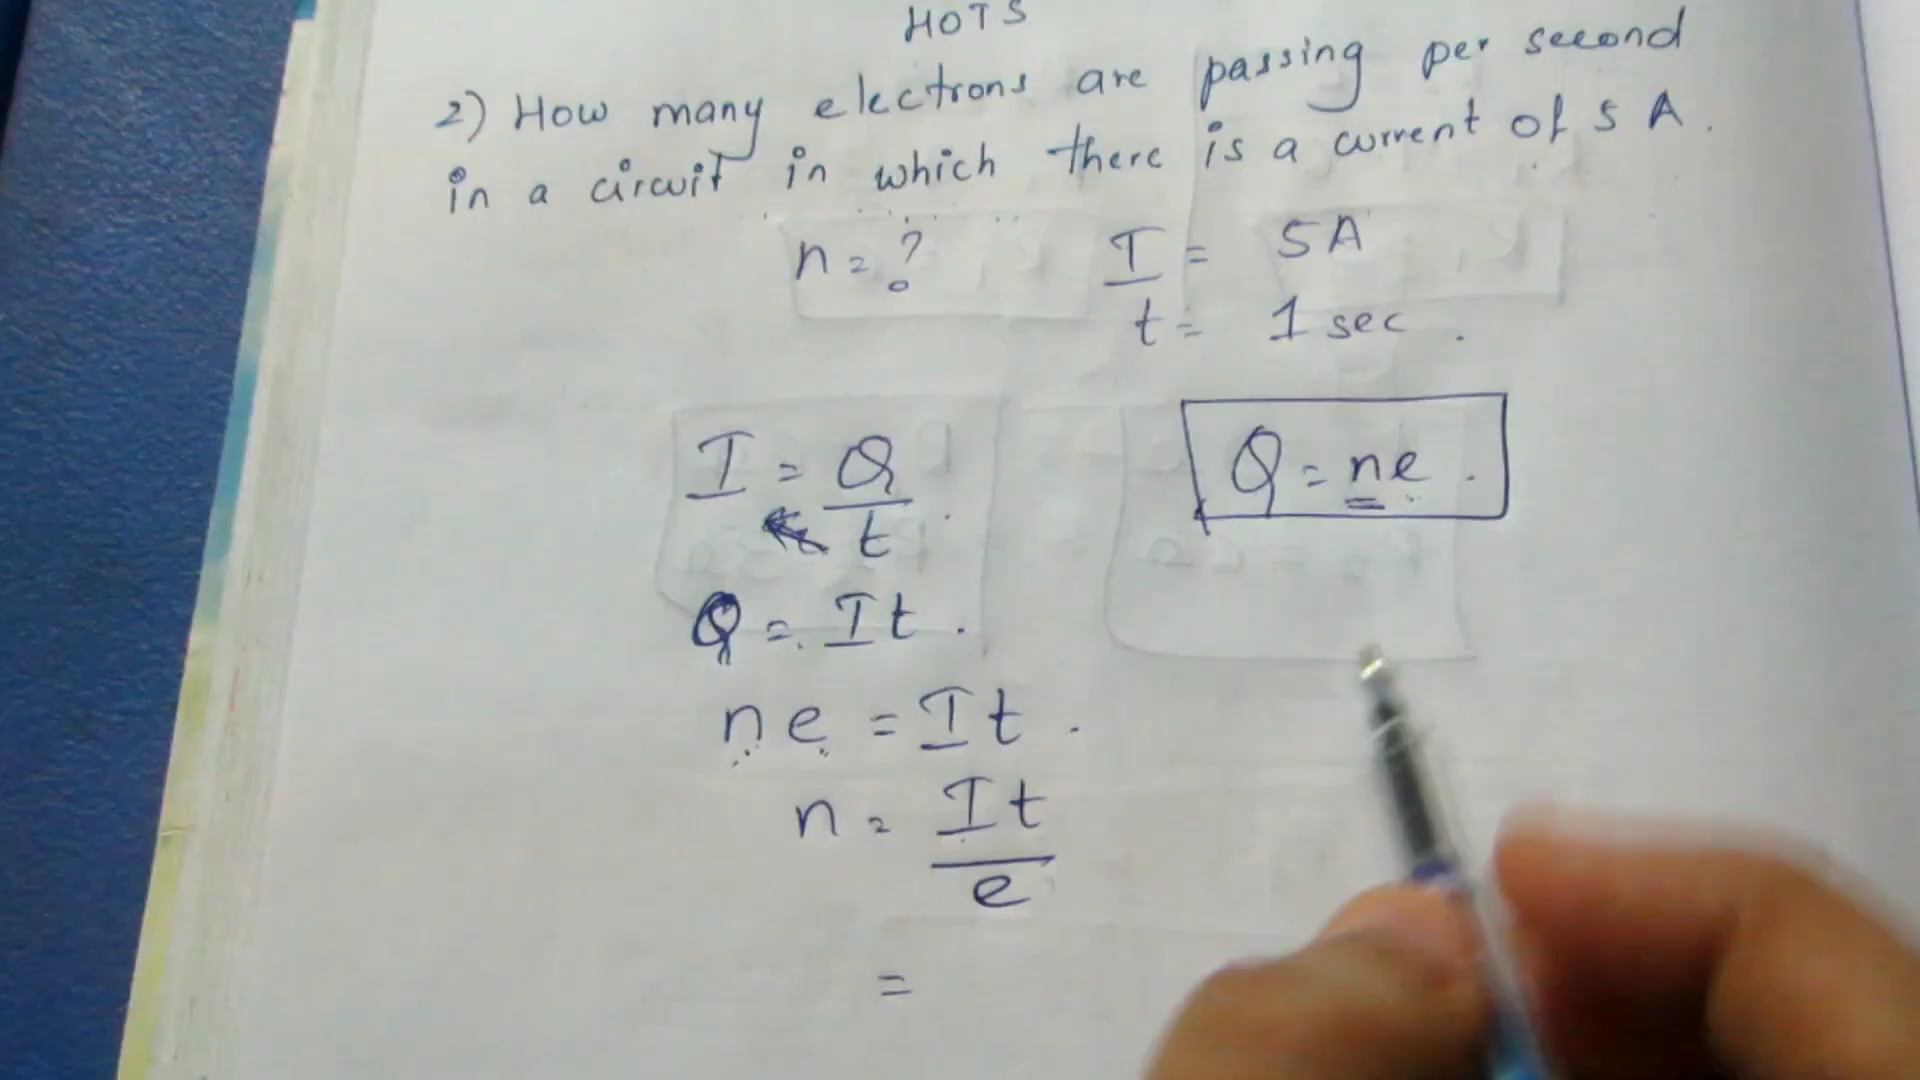 HOTS
2) How many electrons are passing per second
in a circuit in which there is a current of 5 A.
n = ? I = 5A
t = 1 sec.
I = Q/t. Q = ne.
Q = It.
ne = It.
n = It/e
=